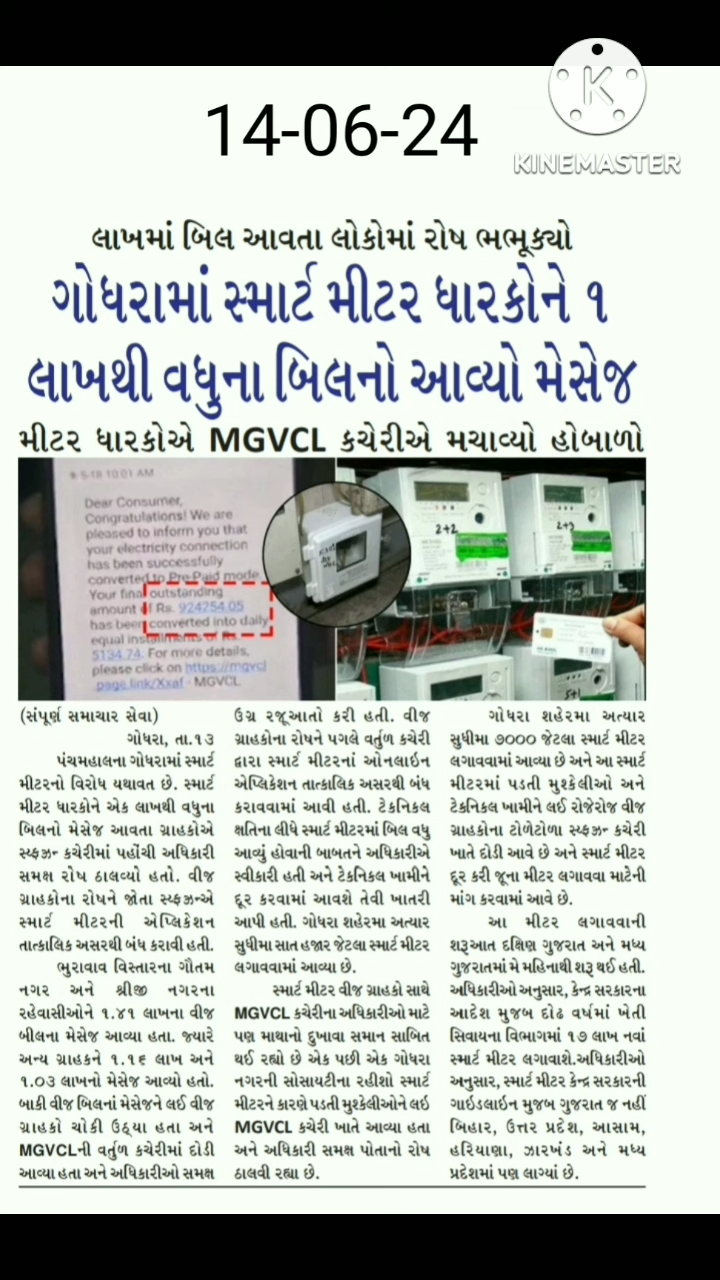 14-06-24
KINEMASTER
લાખમાં બિલ આવતા લોકોમાં રોષ ભભૂક્યો
ગોધરામાં સ્માર્ટ મીટર ધારકોને ૧
લાખથી વધુના બિલનો આવ્યો મેસેજ
મીટર ધારકોએ MGVCL કચેરીએ મચાવ્યો હોબાળો
5-18 10:01 AM
Dear Consumer,
Congratulations! We are
pleased to inform you that
your electricity connection
has been successfully
converted to Pre-Paid mode.
Your final outstanding
amount of Rs. 924254.05
has been converted into daily
equal installments of Rs.
5134.74. For more details,
please click on https://mgvcl
.page.link/Xxaf - MGVCL
2+2
2+2
5+1
(સંપૂર્ણ સમાચાર સેવા)
ગોધરા, તા.૧૩
પંચમહાલના ગોધરામાં સ્માર્ટ
મીટરનો વિરોધ યથાવત છે. સ્માર્ટ
મીટર ધારકોને એક લાખથી વધુના
બિલનો મેસેજ આવતા ગ્રાહકોએ
કચેરીમાં પહોંચી અધિકારી
સમક્ષ રોષ ઠાલવ્યો હતો. વીજ
ગ્રાહકોના રોષને જોતા
સ્માર્ટ મીટરની એપ્લિકેશન
તાત્કાલિક અસરથી બંધ કરાવી હતી.
ભુરાવાવ વિસ્તારના ગૌતમ
નગર અને શ્રીજી નગરના
રહેવાસીઓને ૧.૪૧ લાખના વીજ
બીલના મેસેજ આવ્યા હતા. જ્યારે
અન્ય ગ્રાહકને ૧.૧૬ લાખ અને
૧.૦૩ લાખનો મેસેજ આવ્યો હતો.
બાકી વીજ બિલનાં મેસેજને લઈ વીજ
ગ્રાહકો ચોકી ઉઠ્યા હતા અને
MGVCLની વર્તુળ કચેરીમાં દોડી
આવ્યા હતા અને અધિકારીઓ સમક્ષ
ઉગ્ર રજૂઆતો કરી હતી. વીજ
ગ્રાહકોના રોષને પગલે વર્તુળ કચેરી
દ્વારા સ્માર્ટ મીટરનાં ઓનલાઇન
એપ્લિકેશન તાત્કાલિક અસરથી બંધ
કરાવવામાં આવી હતી. ટેકનિકલ
ક્ષતિના લીધે સ્માર્ટ મીટરમાં બિલ વધુ
આવ્યું હોવાની બાબતને અધિકારીએ
સ્વીકારી હતી અને ટેકનિકલ ખામીને
દૂર કરવામાં આવશે તેવી ખાતરી
આપી હતી. ગોધરા શહેરમા અત્યાર
સુધીમા સાત હજાર જેટલા સ્માર્ટ મીટર
લગાવવામાં આવ્યા છે.
સ્માર્ટ મીટર વીજ ગ્રાહકો સાથે
MGVCL કચેરીના અધિકારીઓ માટે
પણ માથાનો દુખાવા સમાન સાબિત
થઈ રહ્યો છે એક પછી એક ગોધરા
નગરની સોસાયટીના રહીશો સ્માર્ટ
મીટરને કારણે પડતી મુશ્કેલીઓને લઇ
MGVCL કચેરી ખાતે આવ્યા હતા
અને અધિકારી સમક્ષ પોતાનો રોષ
ઠાલવી રહ્યા છે.
ગોધરા શહેરમા અત્યાર
સુધીમા ૭૦૦૦ જેટલા સ્માર્ટ મીટર
લગાવવામાં આવ્યા છે અને આ સ્માર્ટ
મીટરમાં પડતી મુશ્કેલીઓ અને
ટેકનિકલ ખામીને લઈ રોજેરોજ વીજ
ગ્રાહકોના ટોળેટોળા કચેરી
ખાતે દોડી આવે છે અને સ્માર્ટ મીટર
દૂર કરી જૂના મીટર લગાવવા માટેની
માંગ કરવામાં આવે છે.
આ મીટર લગાવવાની
શરૂઆત દક્ષિણ ગુજરાત અને મધ્ય
ગુજરાતમાં મે મહિનાથી શરૂ થઈ હતી.
અધિકારીઓ અનુસાર, કેન્દ્ર સરકારના
આદેશ મુજબ દોઢ વર્ષમાં ખેતી
સિવાયના વિભાગમાં ૧૭ લાખ નવાં
સ્માર્ટ મીટર લગાવાશે.અધિકારીઓ
અનુસાર, સ્માર્ટ મીટર કેન્દ્ર સરકારની
ગાઇડલાઇન મુજબ ગુજરાત જ નહીં
બિહાર, ઉત્તર પ્રદેશ, આસામ,
હરિયાણા, ઝારખંડ અને મધ્ય
પ્રદેશમાં પણ લાગ્યાં છે.